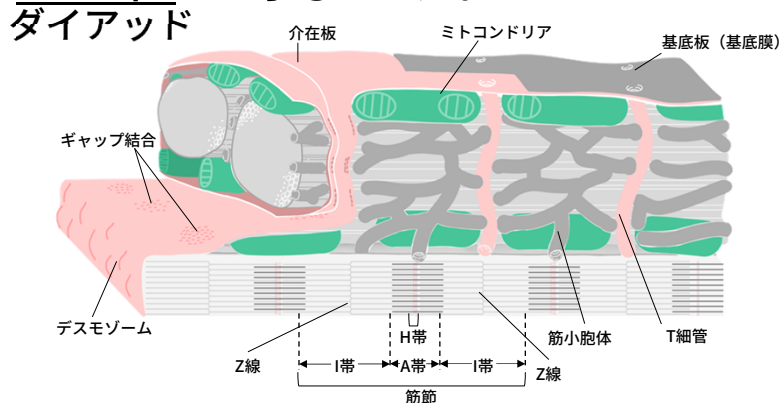 ダイアッド
介在板
ミトコンドリア
基底板（基底膜）
ギャップ結合
デスモゾーム
H帯
筋小胞体
T細管
Z線
I帯
A帯
I帯
Z線
筋節